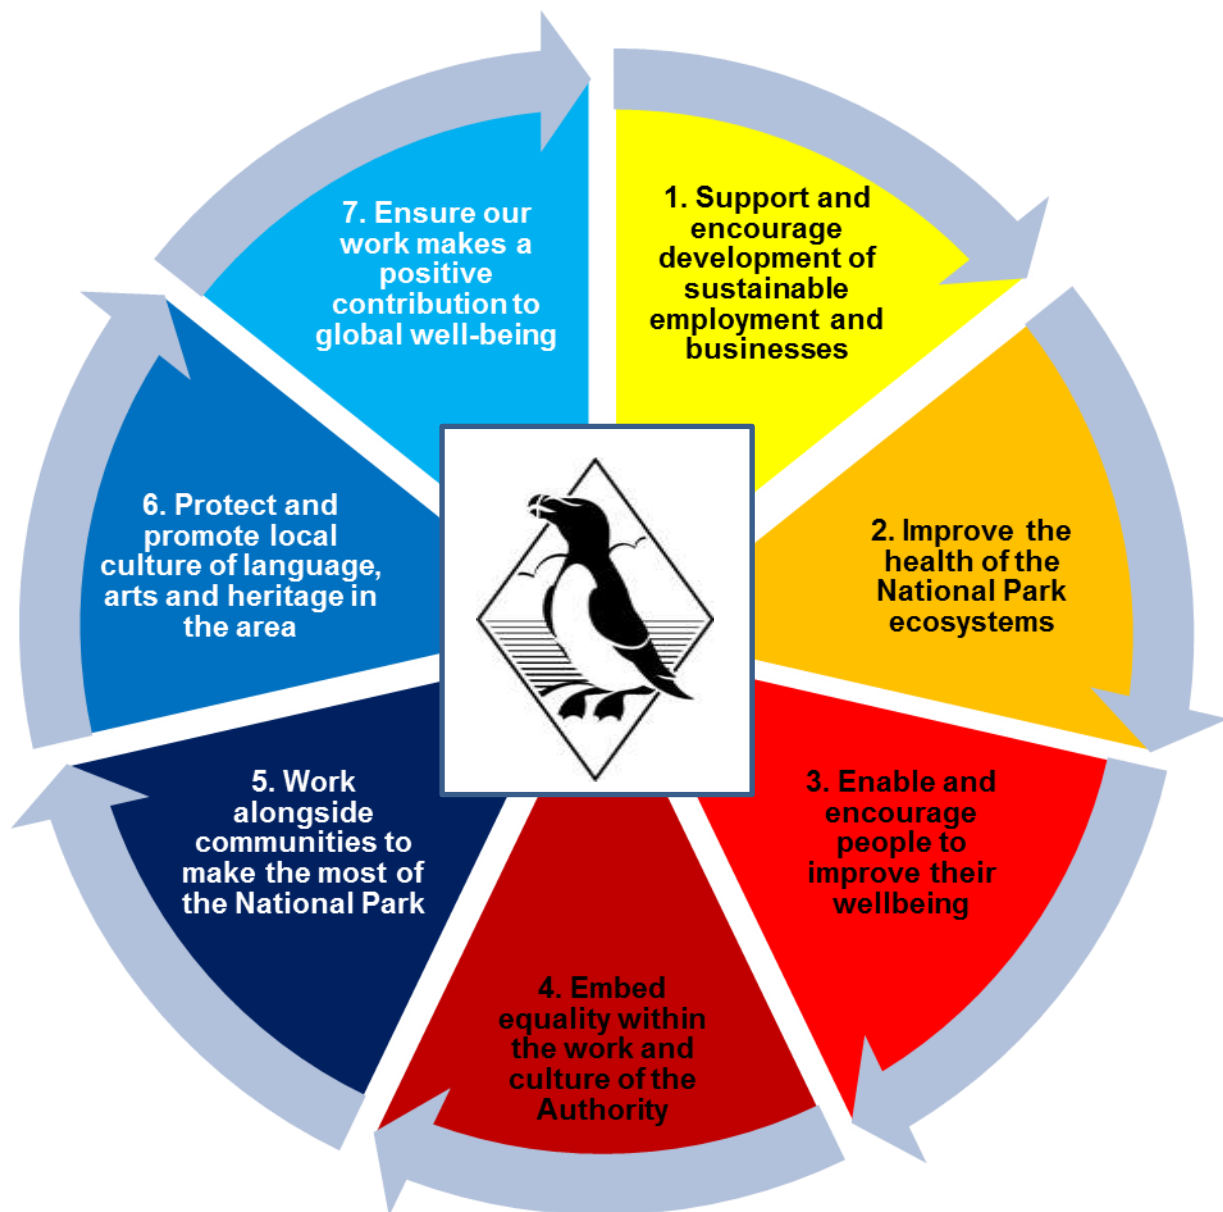 1. Support and
encourage
development of
sustainable
employment and
businesses
2. Improve the
health of the
National Park
ecosystems
3. Enable and
encourage
people to
improve their
wellbeing
4. Embed
equality within
the work and
culture of the
Authority
5. Work
alongside
communities to
make the most of
the National Park
6. Protect and
promote local
culture of language,
arts and heritage in
the area
7. Ensure our
work makes a
positive
contribution to
global well-being